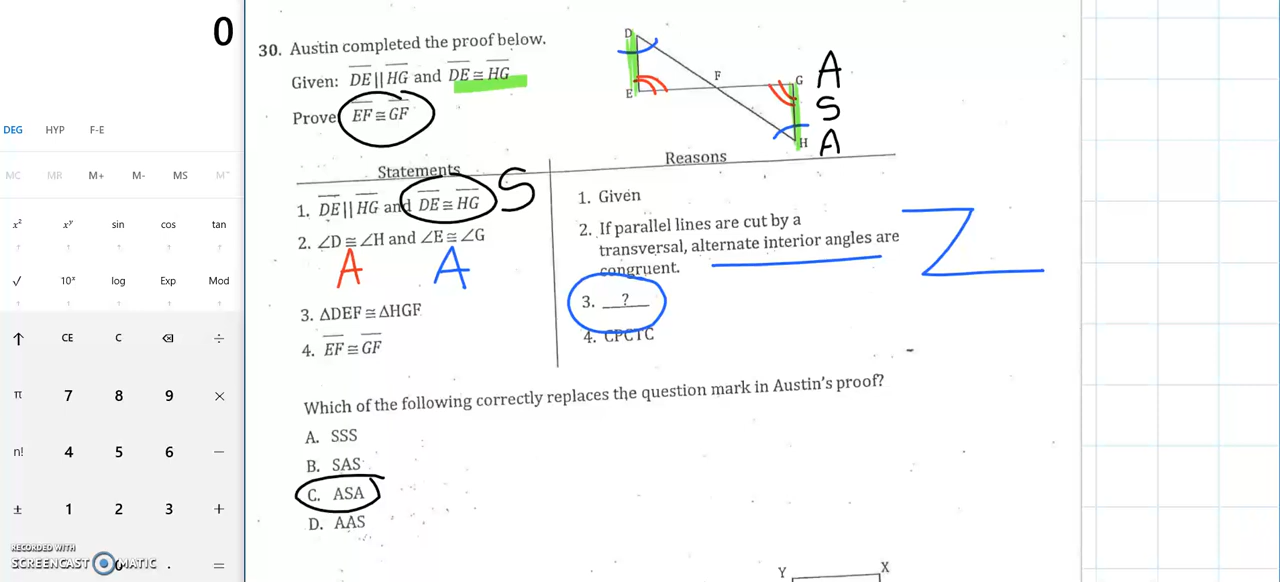 0
DEG HYP F-E
MC MR M+ M- MS M˅
x² xʸ sin cos tan
√ 10ˣ log Exp Mod
↑ CE C ⌫ ÷
π 7 8 9 ×
n! 4 5 6 −
± 1 2 3 +
0 . =
RECORDED WITH
SCREENCAST MATIC
30. Austin completed the proof below.
Given: DE || HG and DE ≅ HG
Prove EF ≅ GF
D
E
F
G
H
A
S
A
Statements
Reasons
1. DE || HG and DE ≅ HG
S
1. Given
2. ∠D ≅ ∠H and ∠E ≅ ∠G
A A
2. If parallel lines are cut by a
transversal, alternate interior angles are
congruent.
Z
3. ΔDEF ≅ ΔHGF
3. __?__
4. EF ≅ GF
4. CPCTC
Which of the following correctly replaces the question mark in Austin's proof?
A. SSS
B. SAS
C. ASA
D. AAS
Y X